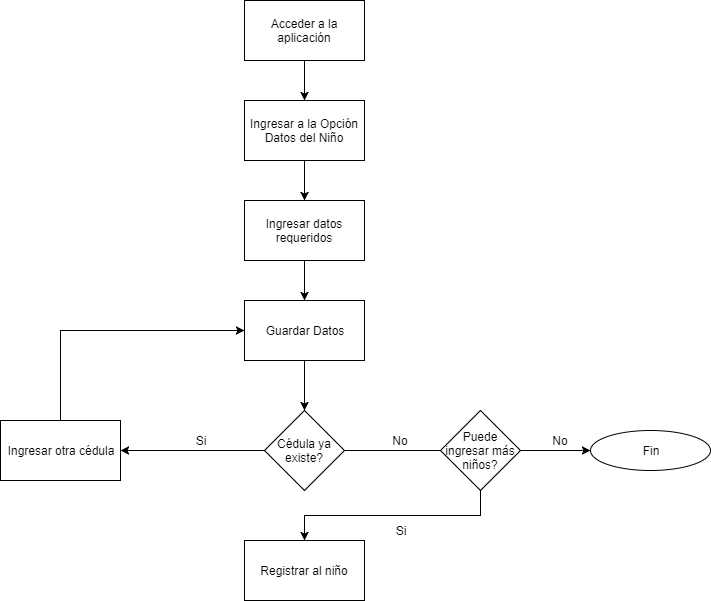 Acceder a la
aplicación
Ingresar a la Opción
Datos del Niño
Ingresar datos
requeridos
Guardar Datos
Ingresar otra cédula
Si
Cédula ya
existe?
No
Puede
ingresar más
niños?
No
Fin
Si
Registrar al niño